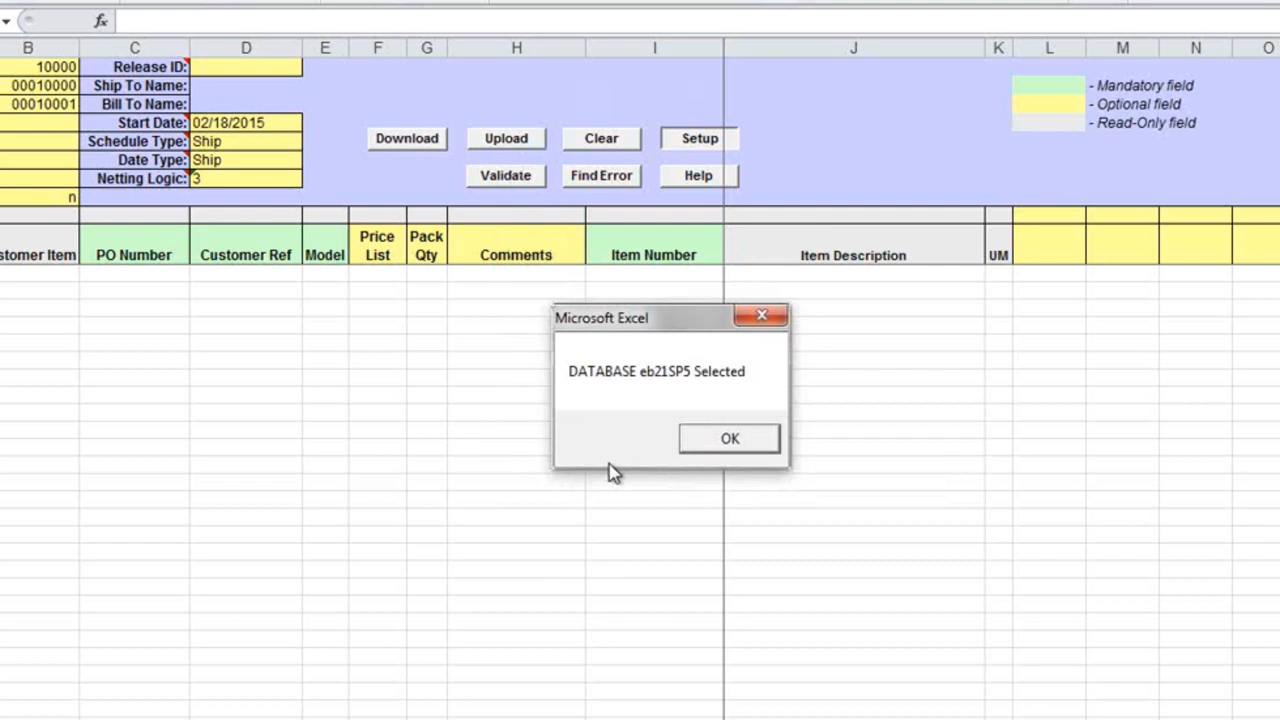 fx
B C D E F G H I J K L M N O
10000 Release ID:
00010000 Ship To Name:
00010001 Bill To Name:
Start Date: 02/18/2015
Schedule Type: Ship
Date Type: Ship
Netting Logic: 3
n
Download Upload Clear Setup
Validate Find Error Help
- Mandatory field
- Optional field
- Read-Only field
stomer Item PO Number Customer Ref Model Price List Pack Qty Comments Item Number Item Description UM
Microsoft Excel
DATABASE eb21SP5 Selected
OK